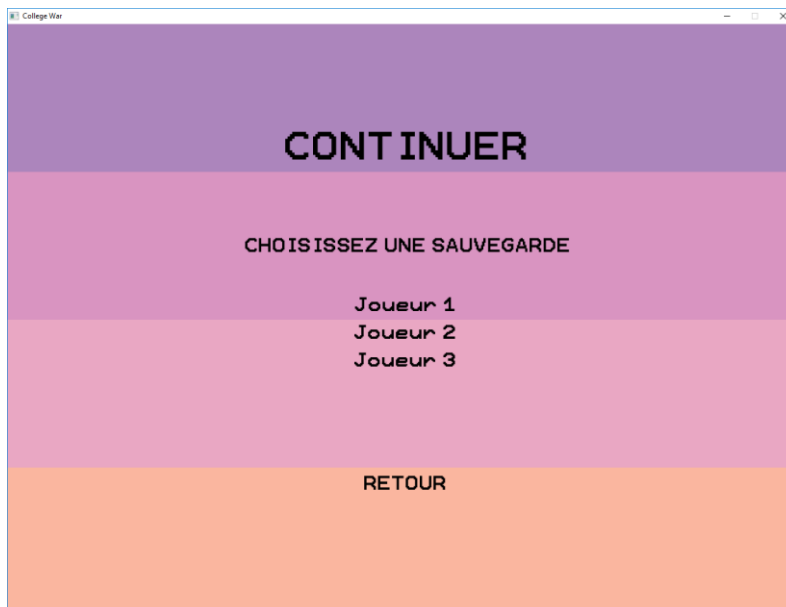 College War
CONTINUER
CHOISISSEZ UNE SAUVEGARDE
Joueur 1
Joueur 2
Joueur 3
RETOUR